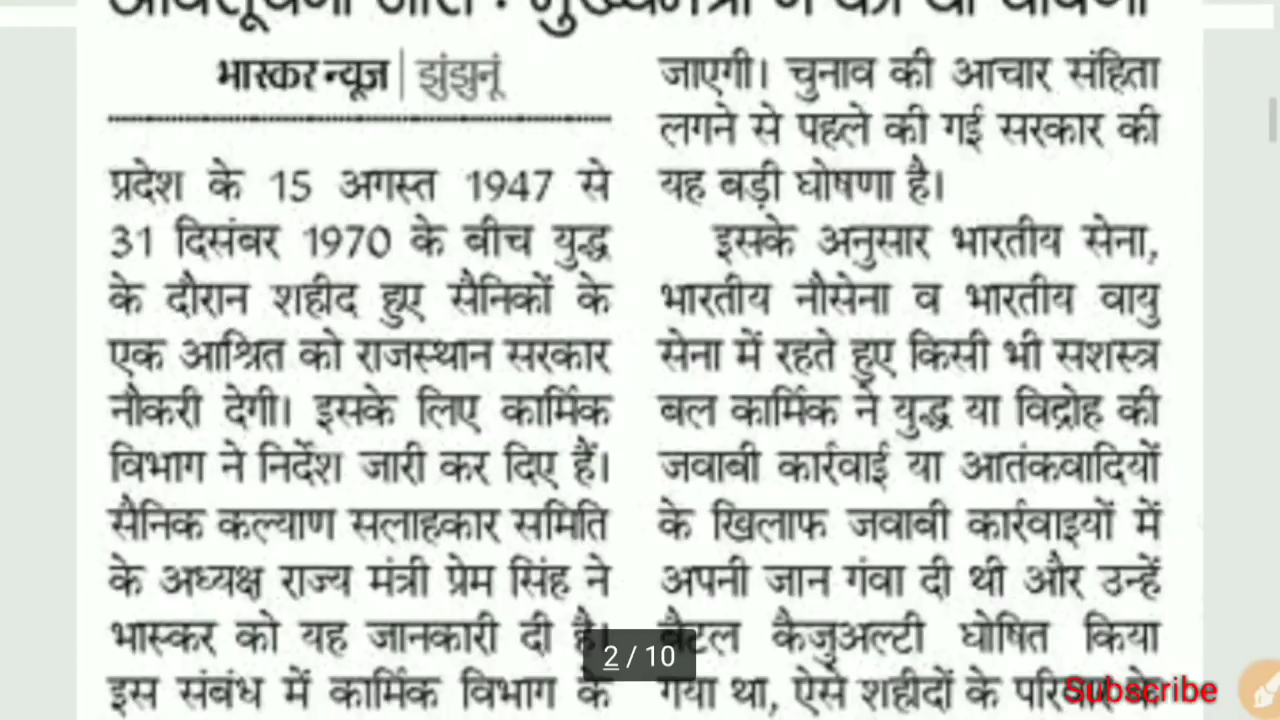 भास्कर न्यूज | झुंझुनूं
प्रदेश के 15 अगस्त 1947 से
31 दिसंबर 1970 के बीच युद्ध
के दौरान शहीद हुए सैनिकों के
एक आश्रित को राजस्थान सरकार
नौकरी देगी। इसके लिए कार्मिक
विभाग ने निर्देश जारी कर दिए हैं।
सैनिक कल्याण सलाहकार समिति
के अध्यक्ष राज्य मंत्री प्रेम सिंह ने
भास्कर को यह जानकारी दी है।
इस संबंध में कार्मिक विभाग के
जाएगी। चुनाव की आचार संहिता
लगने से पहले की गई सरकार की
यह बड़ी घोषणा है।
इसके अनुसार भारतीय सेना,
भारतीय नौसेना व भारतीय वायु
सेना में रहते हुए किसी भी सशस्त्र
बल कार्मिक ने युद्ध या विद्रोह की
जवाबी कार्रवाई या आतंकवादियों
के खिलाफ जवाबी कार्रवाइयों में
अपनी जान गंवा दी थी और उन्हें
बैटल कैजुअल्टी घोषित किया
गया था, ऐसे शहीदों के परिवार के
2 / 10
Subscribe